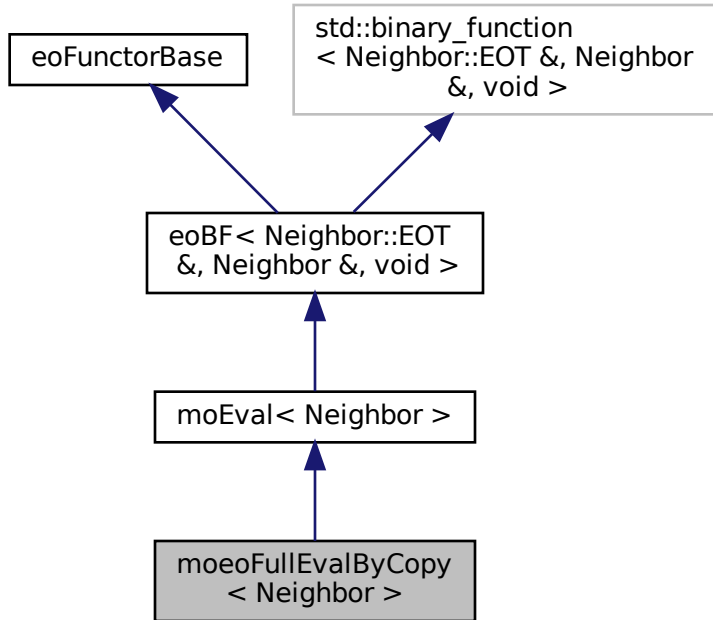 eoFunctorBase
std::binary_function
< Neighbor::EOT &, Neighbor
&, void >
eoBF< Neighbor::EOT
&, Neighbor &, void >
moEval< Neighbor >
moeoFullEvalByCopy
< Neighbor >